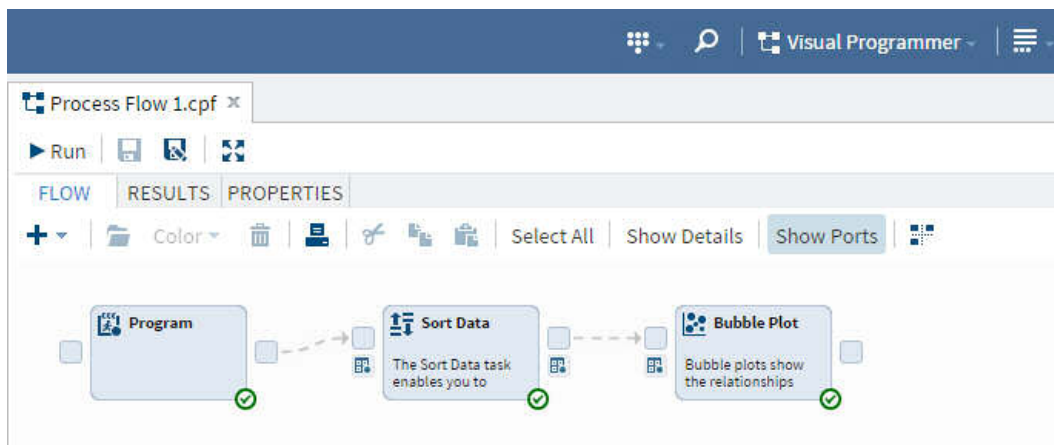 Visual Programmer
Process Flow 1.cpf
Run
FLOW RESULTS PROPERTIES
Color Select All Show Details Show Ports
Program
Sort Data
The Sort Data task
enables you to
Bubble Plot
Bubble plots show
the relationships